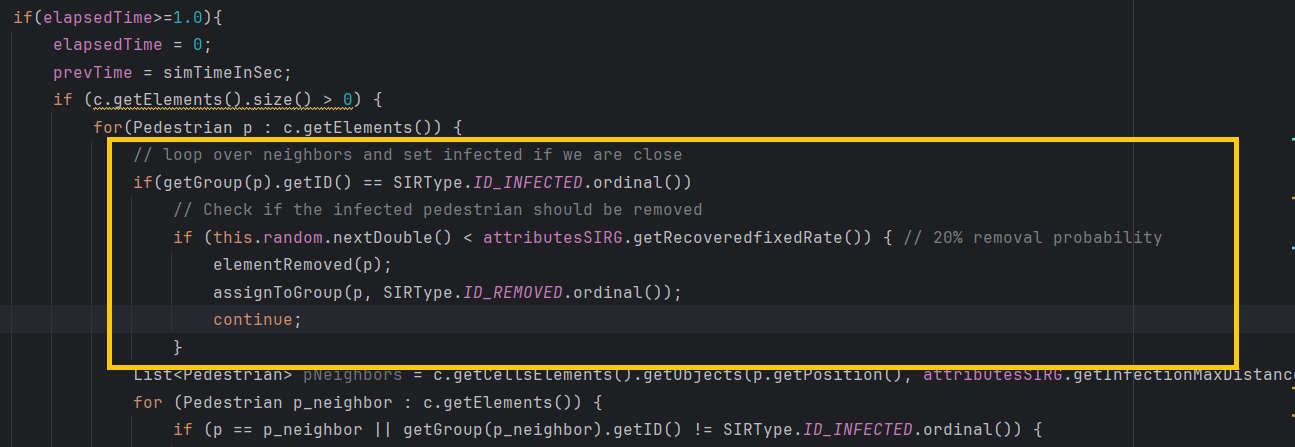 if(elapsedTime>=1.0){
elapsedTime = 0;
prevTime = simTimeInSec;
if (c.getElements().size() > 0) {
for(Pedestrian p : c.getElements()) {
// loop over neighbors and set infected if we are close
if(getGroup(p).getID() == SIRType.ID_INFECTED.ordinal())
// Check if the infected pedestrian should be removed
if (this.random.nextDouble() < attributesSIRG.getRecoveredfixedRate()) { // 20% removal probability
elementRemoved(p);
assignToGroup(p, SIRType.ID_REMOVED.ordinal());
continue;
}
List<Pedestrian> pNeighbors = c.getCellsElements().getObjects(p.getPosition(), attributesSIRG.getInfectionMaxDistance
for (Pedestrian p_neighbor : c.getElements()) {
if (p == p_neighbor || getGroup(p_neighbor).getID() != SIRType.ID_INFECTED.ordinal()) {